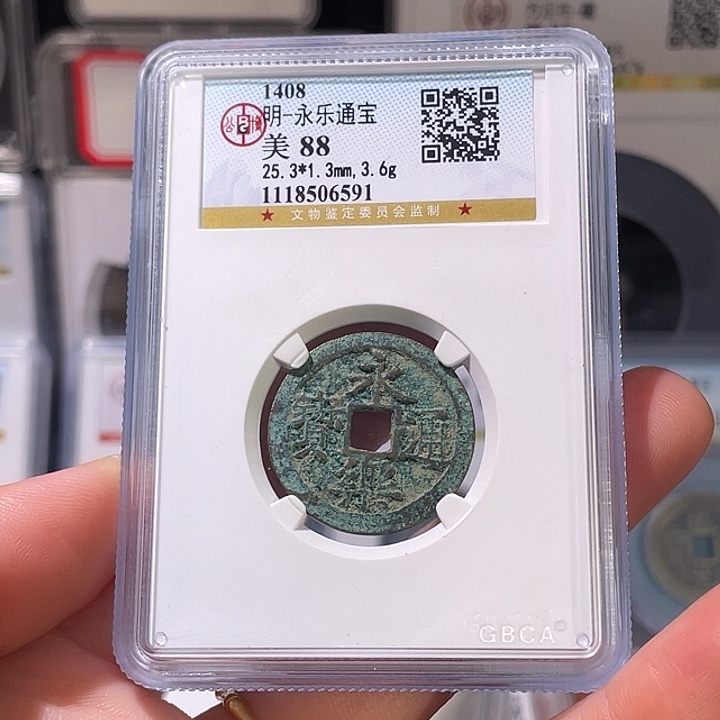 1408
明-永乐通宝
美 88
25.3*1.3mm, 3.6g
1118506591
★ 文物鉴定委员会监制 ★
永
寳 通
樂
GBCA